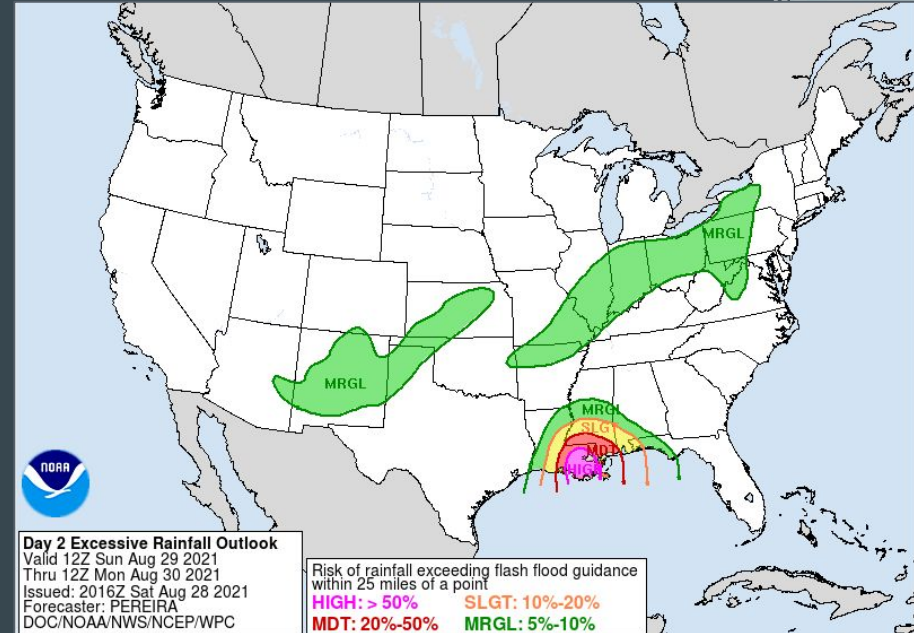 MRGL
MRGL
MRGL
SLGT
MDT
HIGH
NOAA
Day 2 Excessive Rainfall Outlook
Valid 12Z Sun Aug 29 2021
Thru 12Z Mon Aug 30 2021
Issued: 2016Z Sat Aug 28 2021
Forecaster: PEREIRA
DOC/NOAA/NWS/NCEP/WPC
Risk of rainfall exceeding flash flood guidance
within 25 miles of a point
HIGH: > 50% SLGT: 10%-20%
MDT: 20%-50% MRGL: 5%-10%